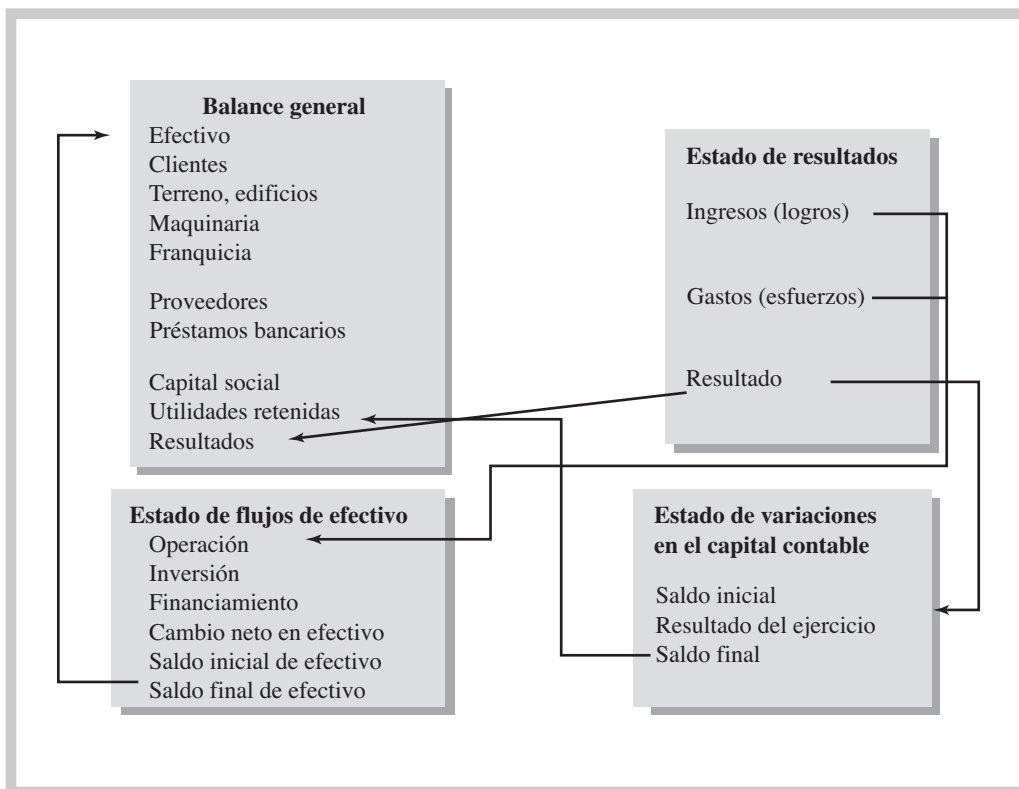 Balance general
Efectivo
Clientes
Terreno, edificios
Maquinaria
Franquicia
Proveedores
Préstamos bancarios
Capital social
Utilidades retenidas
Resultados
Estado de resultados
Ingresos (logros)
Gastos (esfuerzos)
Resultado
Estado de flujos de efectivo
Operación
Inversión
Financiamiento
Cambio neto en efectivo
Saldo inicial de efectivo
Saldo final de efectivo
Estado de variaciones
en el capital contable
Saldo inicial
Resultado del ejercicio
Saldo final